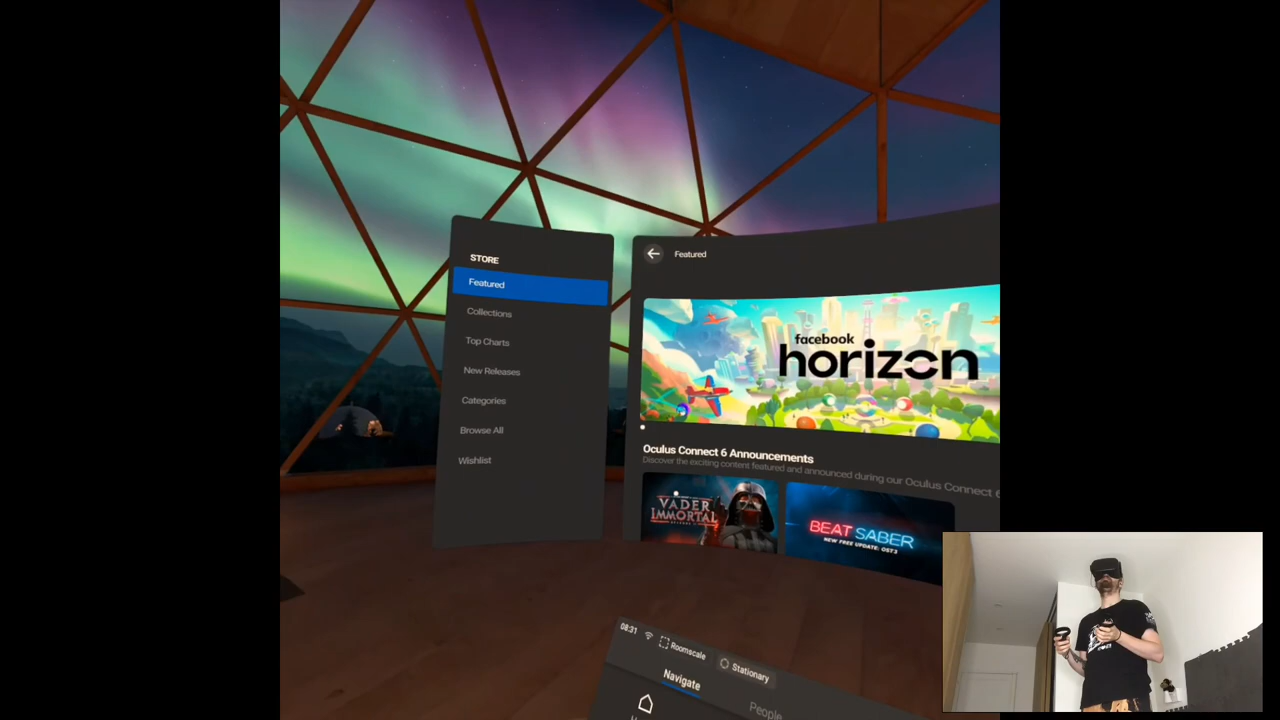 STORE
Featured
Collections
Top Charts
New Releases
Categories
Browse All
Wishlist
Featured
facebook
horizon
Oculus Connect 6 Announcements
Discover the exciting content featured and announced during our Oculus Connect 6
VADER
IMMORTAL
BEAT SABER
NEW FREE UPDATE: OST3
08:31
Roomscale
Stationary
Navigate
People